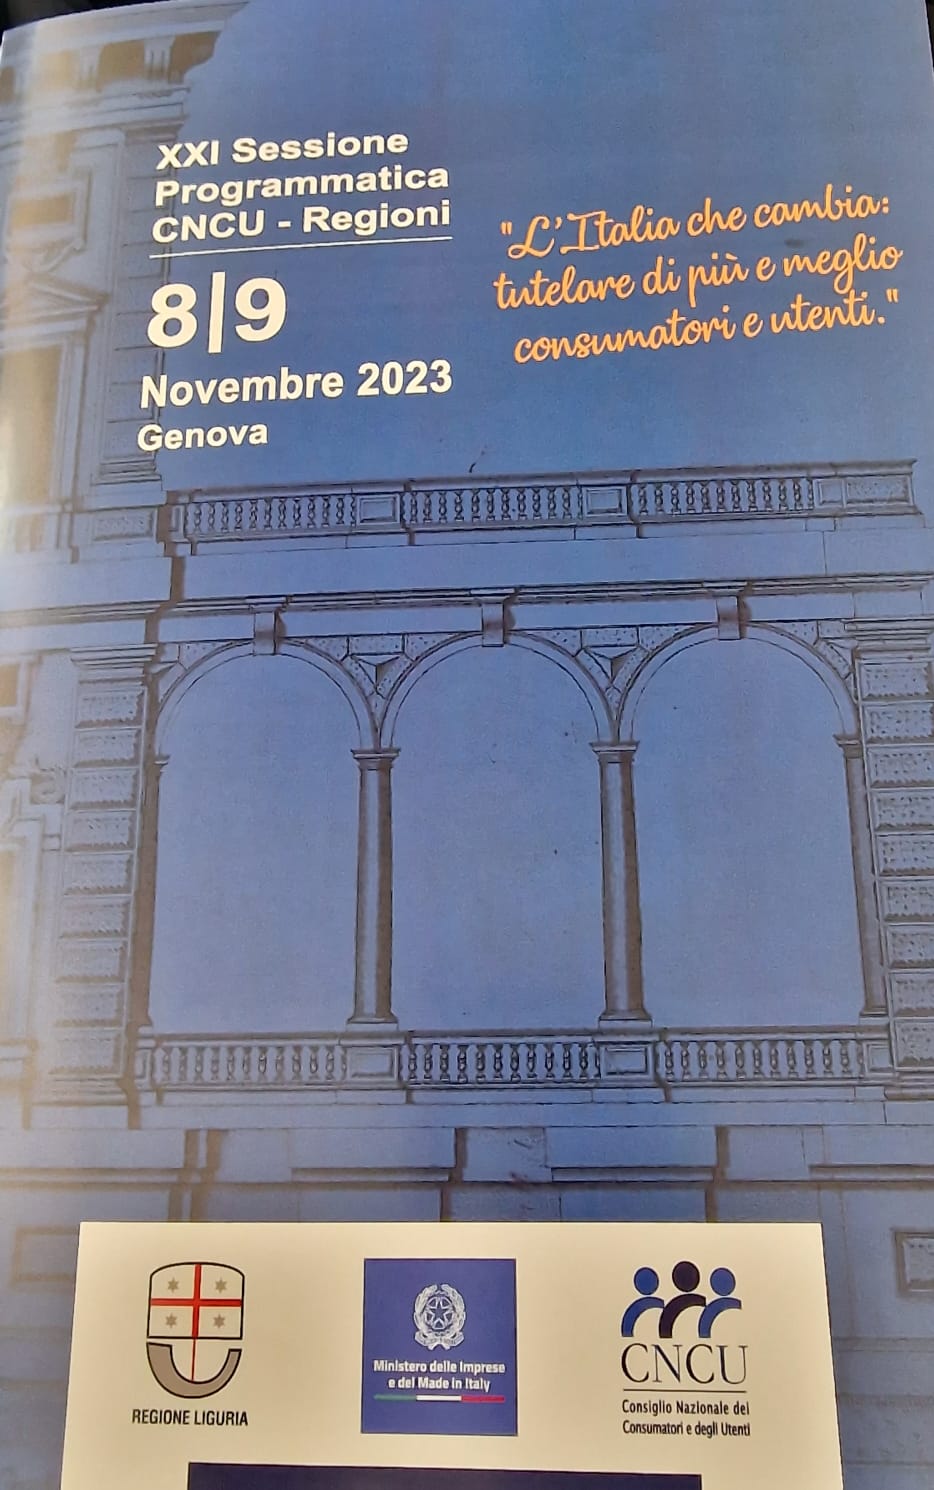 XXI Sessione
Programmatica
CNCU - Regioni
8|9
Novembre 2023
Genova
"L'Italia che cambia:
tutelare di più e meglio
consumatori e utenti."
REGIONE LIGURIA
Ministero delle Imprese
e del Made in Italy
CNCU
Consiglio Nazionale dei
Consumatori e degli Utenti